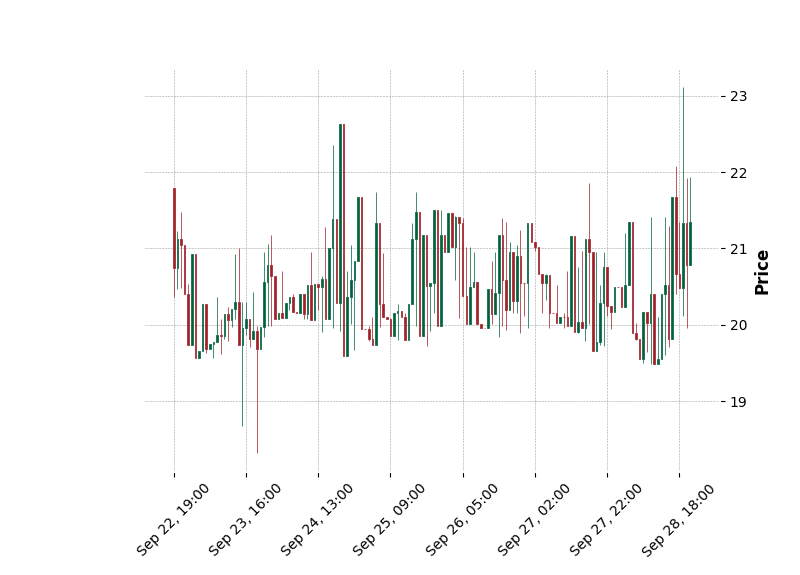 23
22
21
20
19
Price
Sep 22, 19:00
Sep 23, 16:00
Sep 24, 13:00
Sep 25, 09:00
Sep 26, 05:00
Sep 27, 02:00
Sep 27, 22:00
Sep 28, 18:00